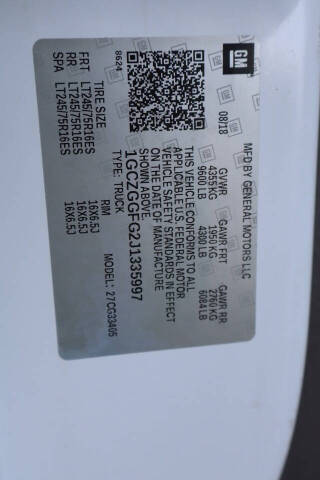 GM
MFD BY GENERAL MOTORS LLC
08/18 GVWR GAWR FRT GAWR RR
4355KG 1950 KG 2760 KG
9600 LB 4300 LB 6084 LB
THIS VEHICLE CONFORMS TO ALL
APPLICABLE U.S. FEDERAL MOTOR
VEHICLE SAFETY STANDARDS IN EFFECT
ON THE DATE OF MANUFACTURE
SHOWN ABOVE.
1GCZGGFG2J1335997
8624 TYPE: TRUCK MODEL: 27CG33405
TIRE SIZE RIM
FRT LT245/75R16ES 16X6.5J
RR LT245/75R16ES 16X6.5J
SPA LT245/75R16ES 16X6.5J